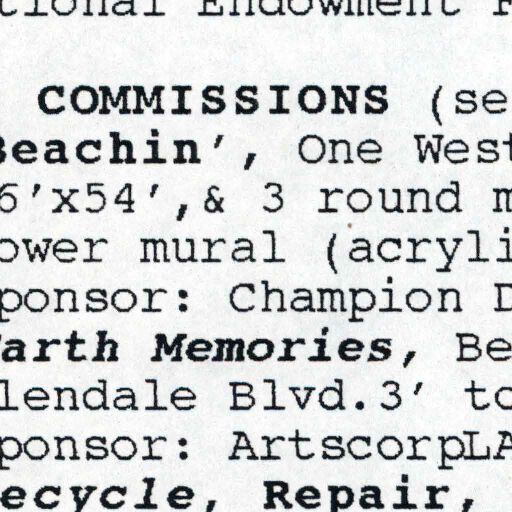 tional Endowment F
COMMISSIONS (se
Beachin', One West
6'x54',& 3 round m
ower mural (acryli
ponsor: Champion D
Earth Memories, Be
lendale Blvd.3' to
ponsor: ArtscorpLA
ecycle, Repair,